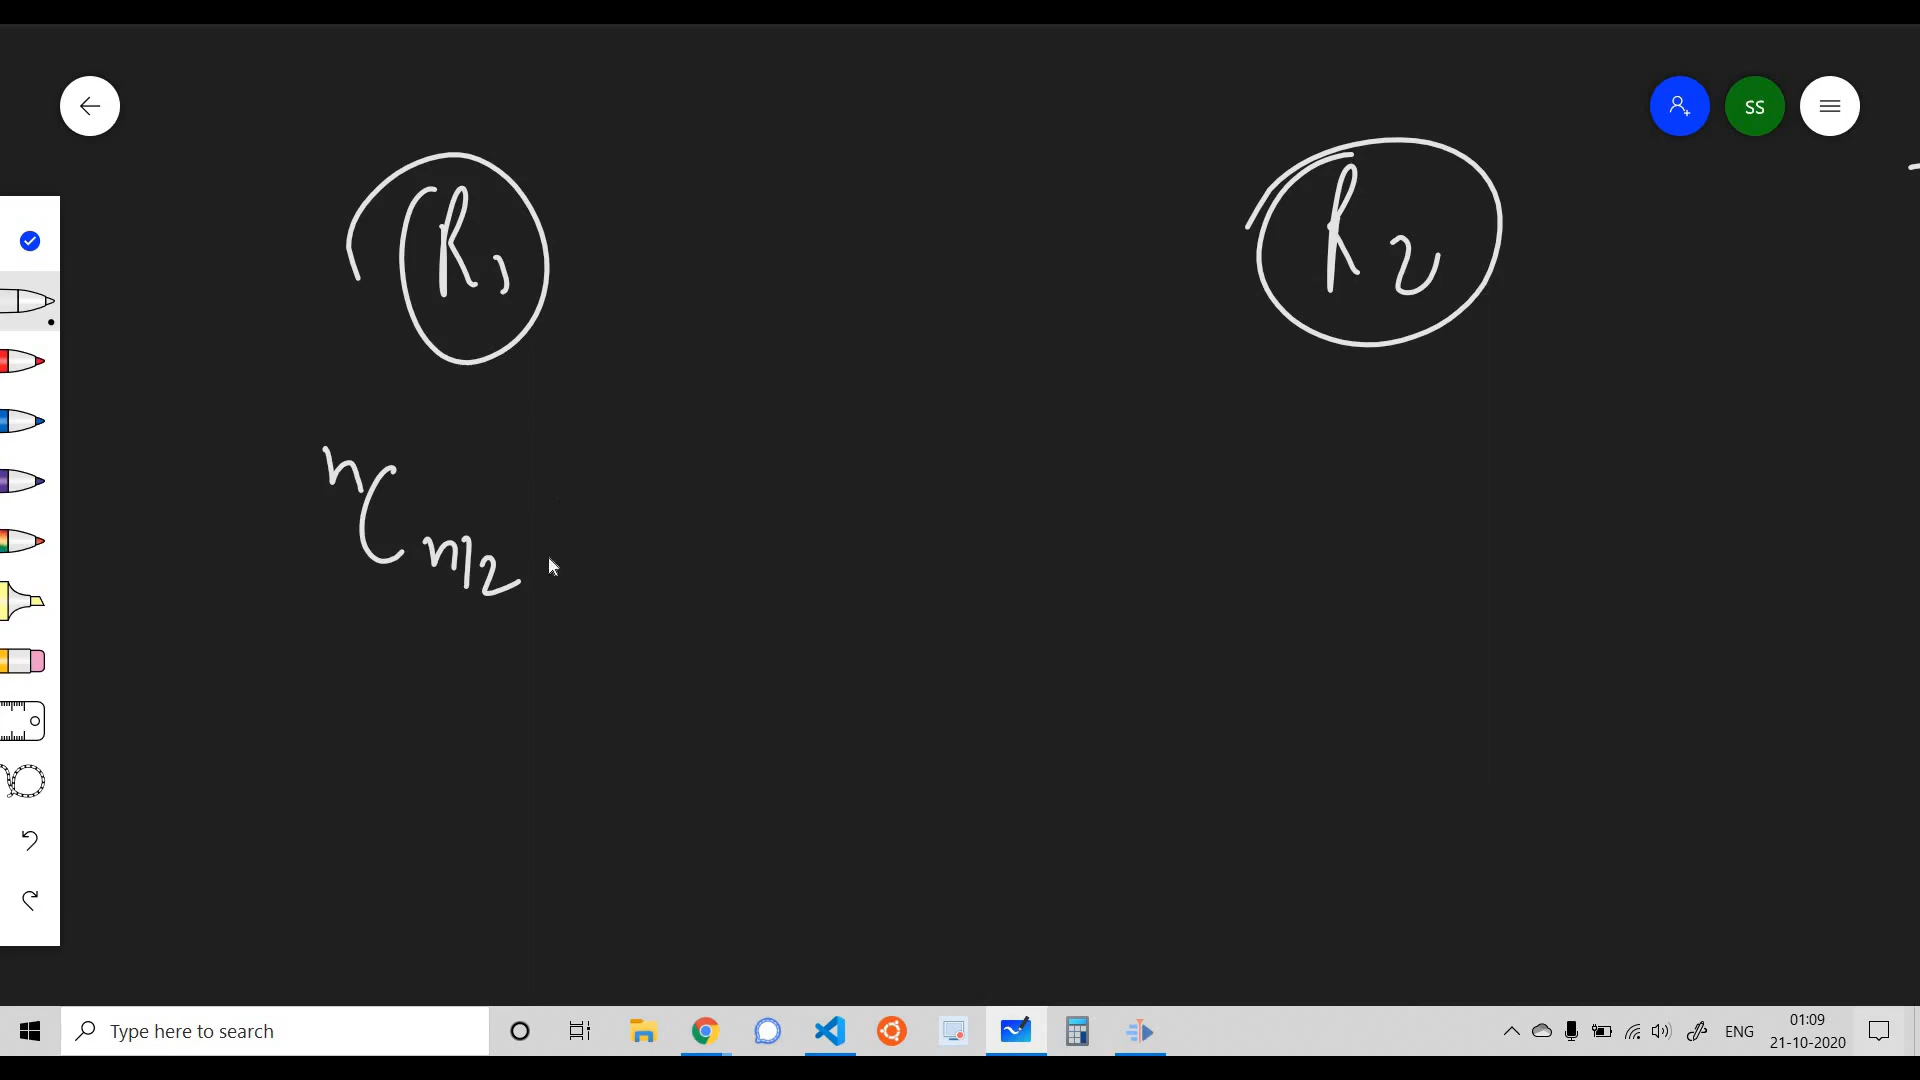 SS
R1
R2
nCn/2
Type here to search
ENG
01:09
21-10-2020